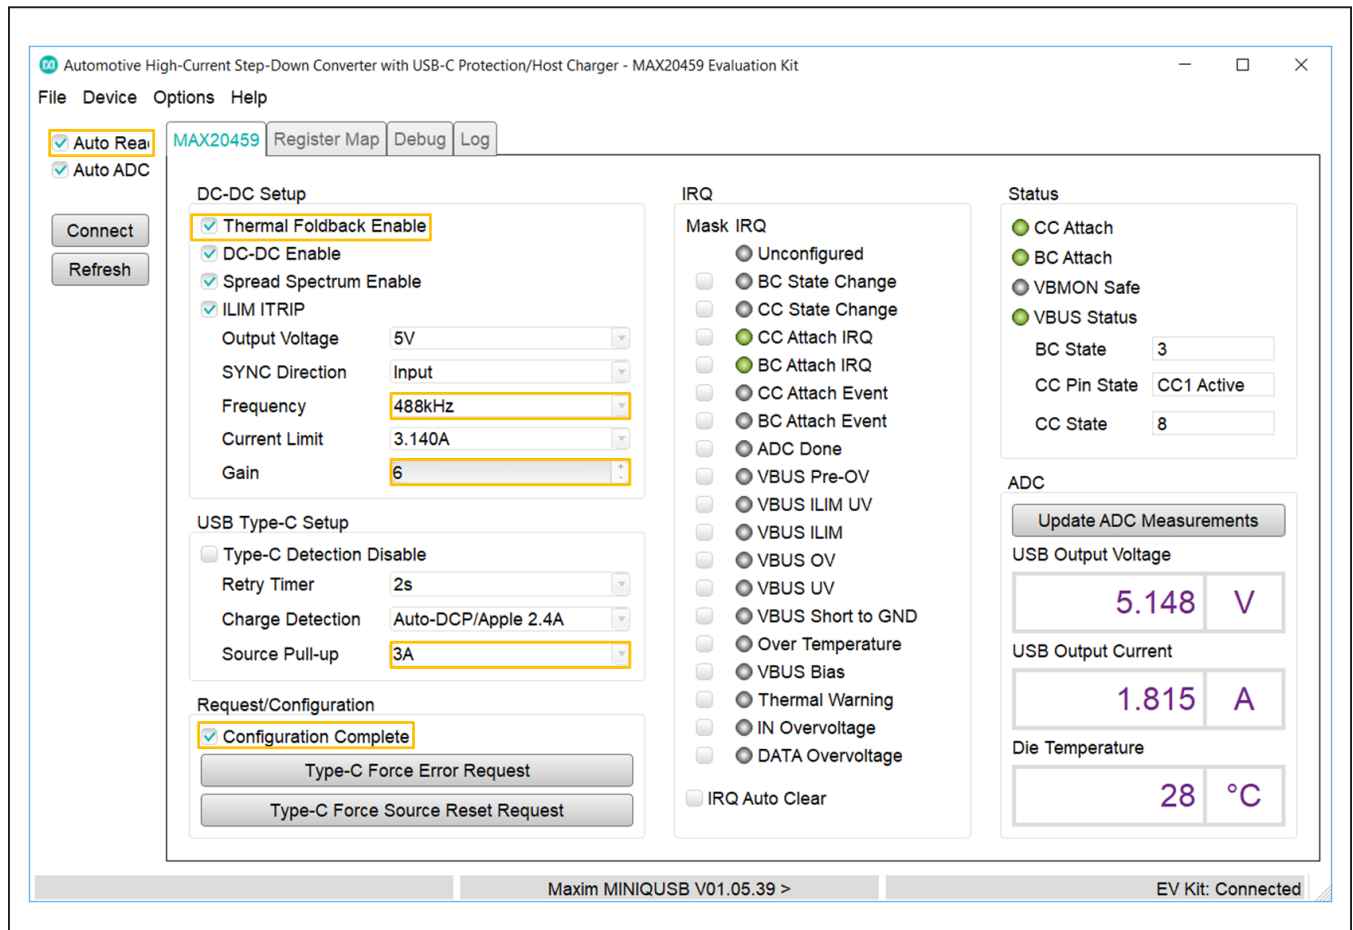 Automotive High-Current Step-Down Converter with USB-C Protection/Host Charger - MAX20459 Evaluation Kit
File Device Options Help
Auto Rea
Auto ADC
Connect
Refresh
MAX20459 Register Map Debug Log
DC-DC Setup
Thermal Foldback Enable
DC-DC Enable
Spread Spectrum Enable
ILIM ITRIP
Output Voltage 5V
SYNC Direction Input
Frequency 488kHz
Current Limit 3.140A
Gain 6
USB Type-C Setup
Type-C Detection Disable
Retry Timer 2s
Charge Detection Auto-DCP/Apple 2.4A
Source Pull-up 3A
Request/Configuration
Configuration Complete
Type-C Force Error Request
Type-C Force Source Reset Request
IRQ
Mask IRQ
Unconfigured
BC State Change
CC State Change
CC Attach IRQ
BC Attach IRQ
CC Attach Event
BC Attach Event
ADC Done
VBUS Pre-OV
VBUS ILIM UV
VBUS ILIM
VBUS OV
VBUS UV
VBUS Short to GND
Over Temperature
VBUS Bias
Thermal Warning
IN Overvoltage
DATA Overvoltage
IRQ Auto Clear
Status
CC Attach
BC Attach
VBMON Safe
VBUS Status
BC State 3
CC Pin State CC1 Active
CC State 8
ADC
Update ADC Measurements
USB Output Voltage
5.148 V
USB Output Current
1.815 A
Die Temperature
28 °C
Maxim MINIQUSB V01.05.39 >
EV Kit: Connected